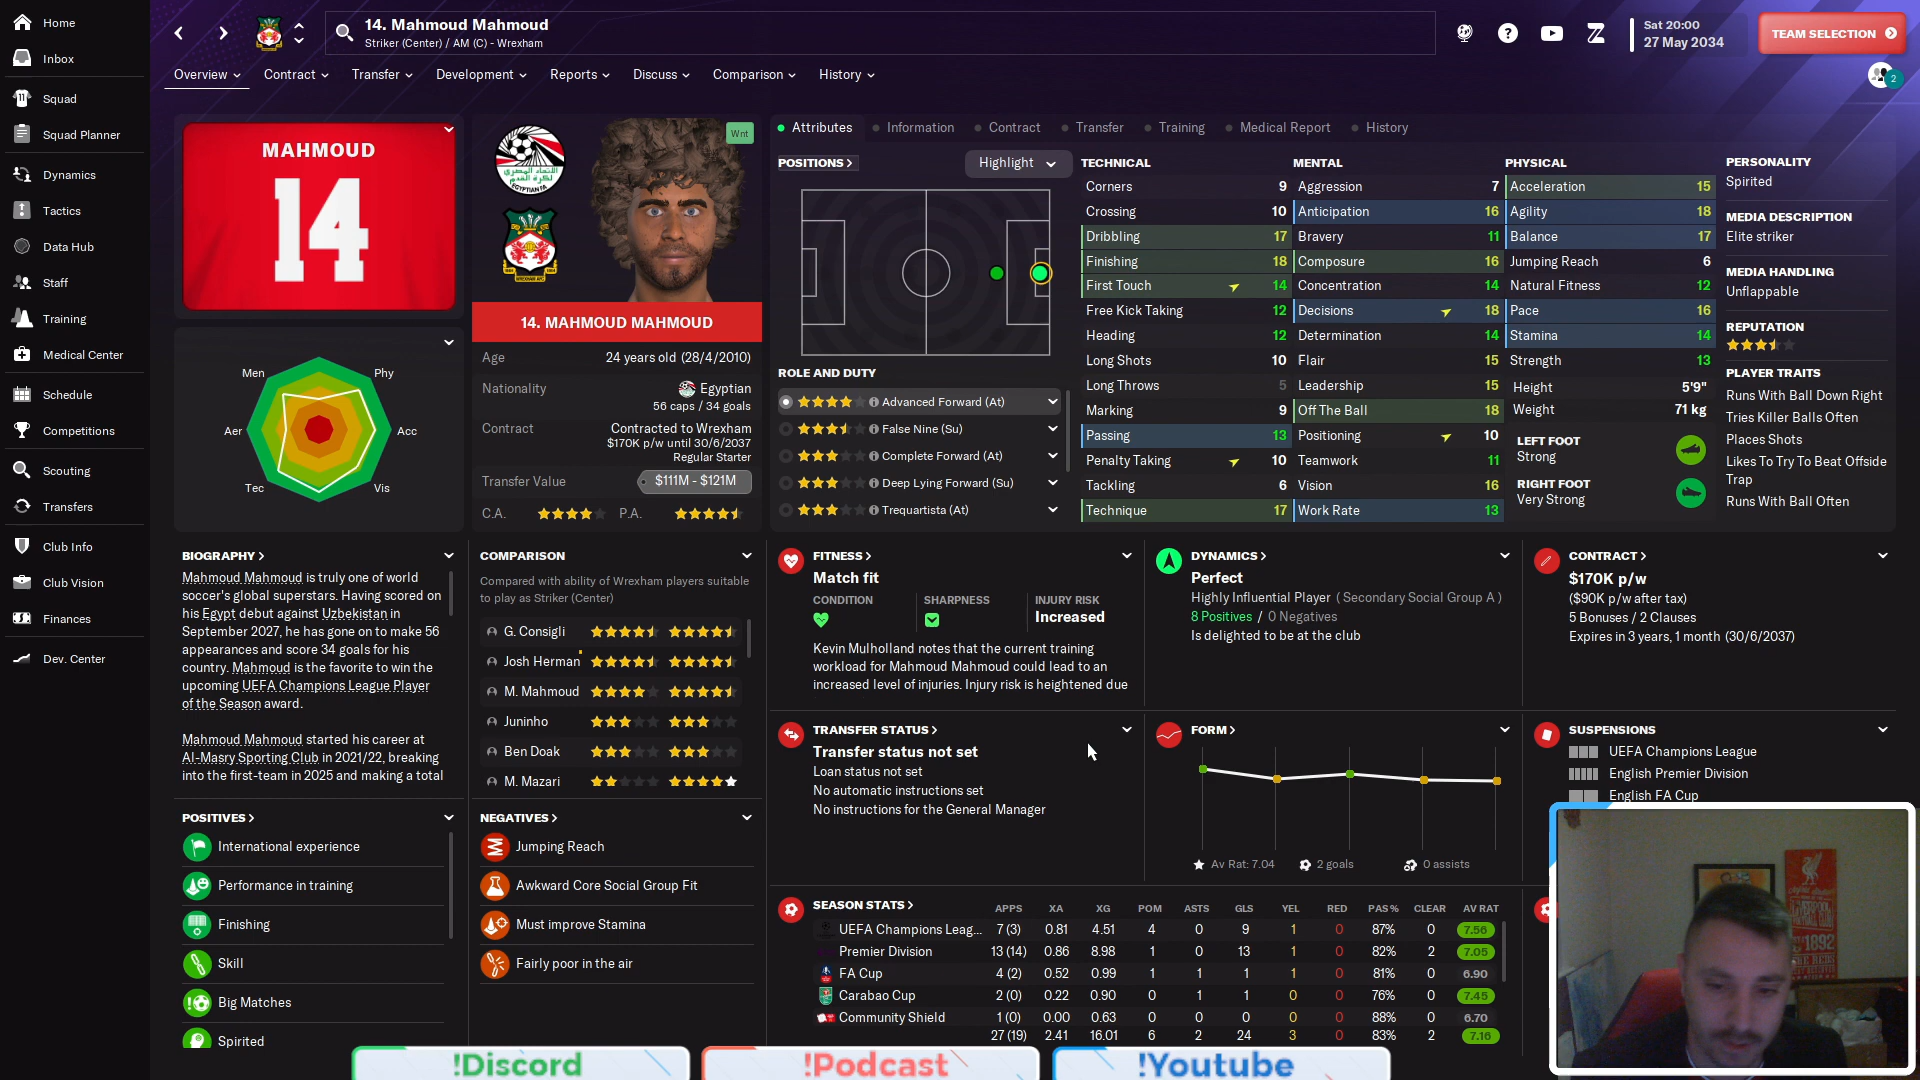 Home
Inbox
Squad
Squad Planner
Dynamics
Tactics
Data Hub
Staff
Training
Medical Center
Schedule
Competitions
Scouting
Transfers
Club Info
Club Vision
Finances
Dev. Center
14. Mahmoud Mahmoud
Striker (Center) / AM (C) - Wrexham
Sat 20:00
27 May 2034
TEAM SELECTION
Overview
Contract
Transfer
Development
Reports
Discuss
Comparison
History
2
MAHMOUD
14
Wnt
14. MAHMOUD MAHMOUD
Age 24 years old (28/4/2010)
Nationality Egyptian
56 caps / 34 goals
Contract Contracted to Wrexham
$170K p/w until 30/6/2037
Regular Starter
Transfer Value $111M - $121M
C.A. P.A.
Men Phy
Aer Acc
Tec Vis
Attributes Information Contract Transfer Training Medical Report History
POSITIONS >
Highlight
ROLE AND DUTY
Advanced Forward (At)
False Nine (Su)
Complete Forward (At)
Deep Lying Forward (Su)
Trequartista (At)
TECHNICAL
Corners 9
Crossing 10
Dribbling 17
Finishing 18
First Touch 14
Free Kick Taking 12
Heading 12
Long Shots 10
Long Throws 5
Marking 9
Passing 13
Penalty Taking 10
Tackling 6
Technique 17
MENTAL
Aggression 7
Anticipation 16
Bravery 11
Composure 16
Concentration 14
Decisions 18
Determination 14
Flair 15
Leadership 15
Off The Ball 18
Positioning 10
Teamwork 11
Vision 16
Work Rate 13
PHYSICAL
Acceleration 15
Agility 18
Balance 17
Jumping Reach 6
Natural Fitness 12
Pace 16
Stamina 14
Strength 13
Height 5'9"
Weight 71 kg
LEFT FOOT
Strong
RIGHT FOOT
Very Strong
PERSONALITY
Spirited
MEDIA DESCRIPTION
Elite striker
MEDIA HANDLING
Unflappable
REPUTATION
PLAYER TRAITS
Runs With Ball Down Right
Tries Killer Balls Often
Places Shots
Likes To Try To Beat Offside
Trap
Runs With Ball Often
BIOGRAPHY >
Mahmoud Mahmoud is truly one of world
soccer's global superstars. Having scored on
his Egypt debut against Uzbekistan in
September 2027, he has gone on to make 56
appearances and score 34 goals for his
country. Mahmoud is the favorite to win the
upcoming UEFA Champions League Player
of the Season award.
Mahmoud Mahmoud started his career at
Al-Masry Sporting Club in 2021/22, breaking
into the first-team in 2025 and making a total
COMPARISON
Compared with ability of Wrexham players suitable
to play as Striker (Center)
G. Consigli
Josh Herman
M. Mahmoud
Juninho
Ben Doak
M. Mazari
FITNESS >
Match fit
CONDITION SHARPNESS INJURY RISK
Increased
Kevin Mulholland notes that the current training
workload for Mahmoud Mahmoud could lead to an
increased level of injuries. Injury risk is heightened due
DYNAMICS >
Perfect
Highly Influential Player ( Secondary Social Group A )
8 Positives / 0 Negatives
Is delighted to be at the club
CONTRACT >
$170K p/w
($90K p/w after tax)
5 Bonuses / 2 Clauses
Expires in 3 years, 1 month (30/6/2037)
TRANSFER STATUS >
Transfer status not set
Loan status not set
No automatic instructions set
No instructions for the General Manager
FORM >
Av Rat: 7.04 2 goals 0 assists
SUSPENSIONS
UEFA Champions League
English Premier Division
English FA Cup
POSITIVES >
International experience
Performance in training
Finishing
Skill
Big Matches
Spirited
NEGATIVES >
Jumping Reach
Awkward Core Social Group Fit
Must improve Stamina
Fairly poor in the air
SEASON STATS > APPS XA XG POM ASTS GLS YEL RED PAS % CLEAR AV RAT
UEFA Champions Leag... 7 (3) 0.81 4.51 4 0 9 1 0 87% 0 7.56
Premier Division 13 (14) 0.86 8.98 1 0 13 1 0 82% 2 7.05
FA Cup 4 (2) 0.52 0.99 1 1 1 1 0 81% 0 6.90
Carabao Cup 2 (0) 0.22 0.90 0 1 1 0 0 76% 0 7.45
Community Shield 1 (0) 0.00 0.63 0 0 0 0 0 88% 0 6.70
27 (19) 2.41 16.01 6 2 24 3 0 83% 2 7.16
!Discord
!Podcast
!Youtube